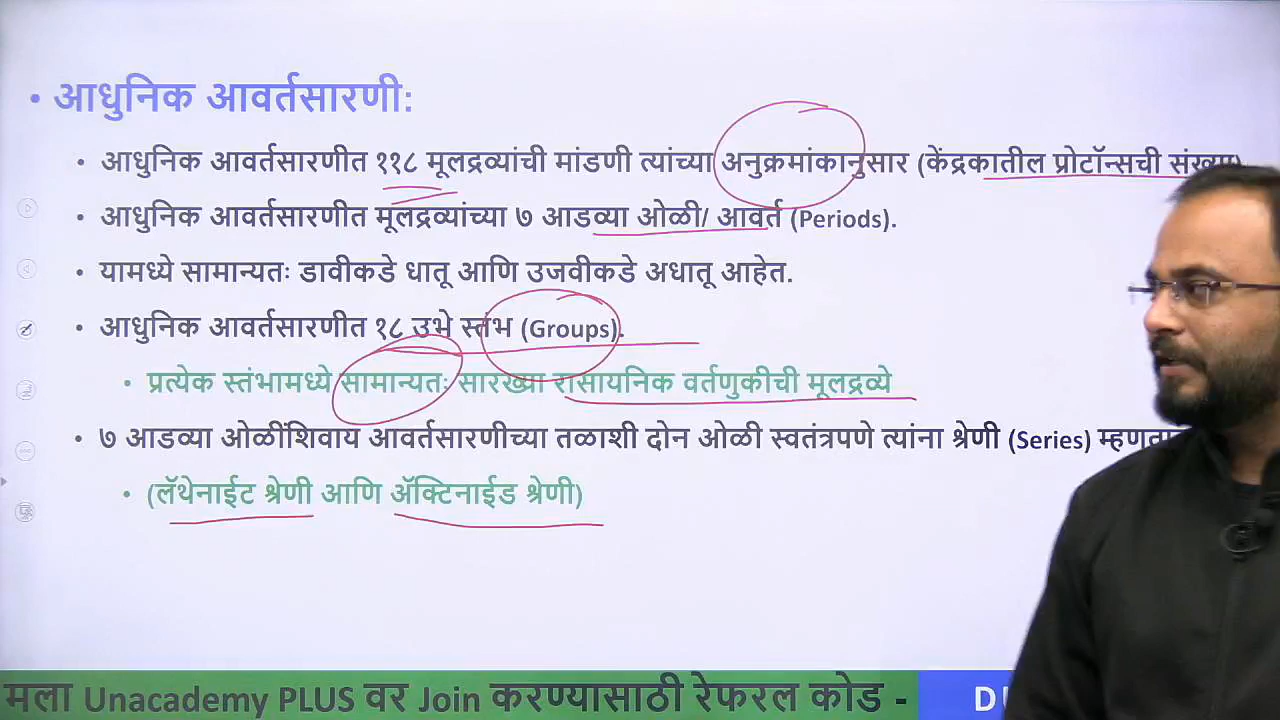 • आधुनिक आवर्तसारणी:
• आधुनिक आवर्तसारणीत ११८ मूलद्रव्यांची मांडणी त्यांच्या अनुक्रमांकानुसार (केंद्रकातील प्रोटॉन्सची संख्या)
• आधुनिक आवर्तसारणीत मूलद्रव्यांच्या ७ आडव्या ओळी/ आवर्त (Periods).
• यामध्ये सामान्यतः डावीकडे धातू आणि उजवीकडे अधातू आहेत.
• आधुनिक आवर्तसारणीत १८ उभे स्तंभ (Groups).
• प्रत्येक स्तंभामध्ये सामान्यतः सारख्या रासायनिक वर्तणुकीची मूलद्रव्ये
• ७ आडव्या ओळींशिवाय आवर्तसारणीच्या तळाशी दोन ओळी स्वतंत्रपणे त्यांना श्रेणी (Series)
• (लॅंथेनाईट श्रेणी आणि ॲक्टिनाईड श्रेणी)
मला Unacademy PLUS वर Join करण्यासाठी रेफरल कोड -